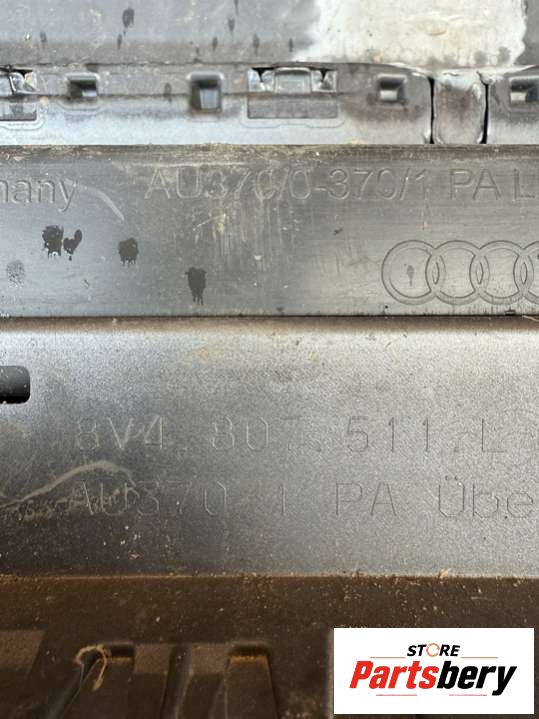 many AU370/0-370/1 PA L
8V4.807.511.L
AU370-1 PA Übe
STORE
Partsbery